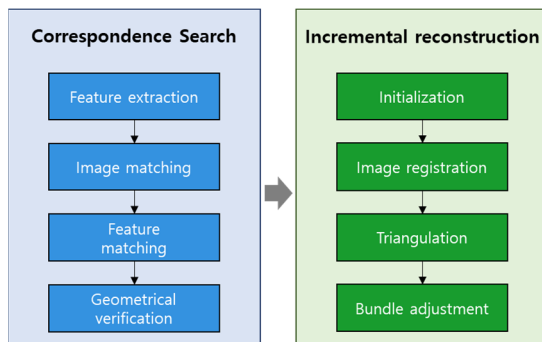 Correspondence Search
Feature extraction
Image matching
Feature
matching
Geometrical
verification
Incremental reconstruction
Initialization
Image registration
Triangulation
Bundle adjustment